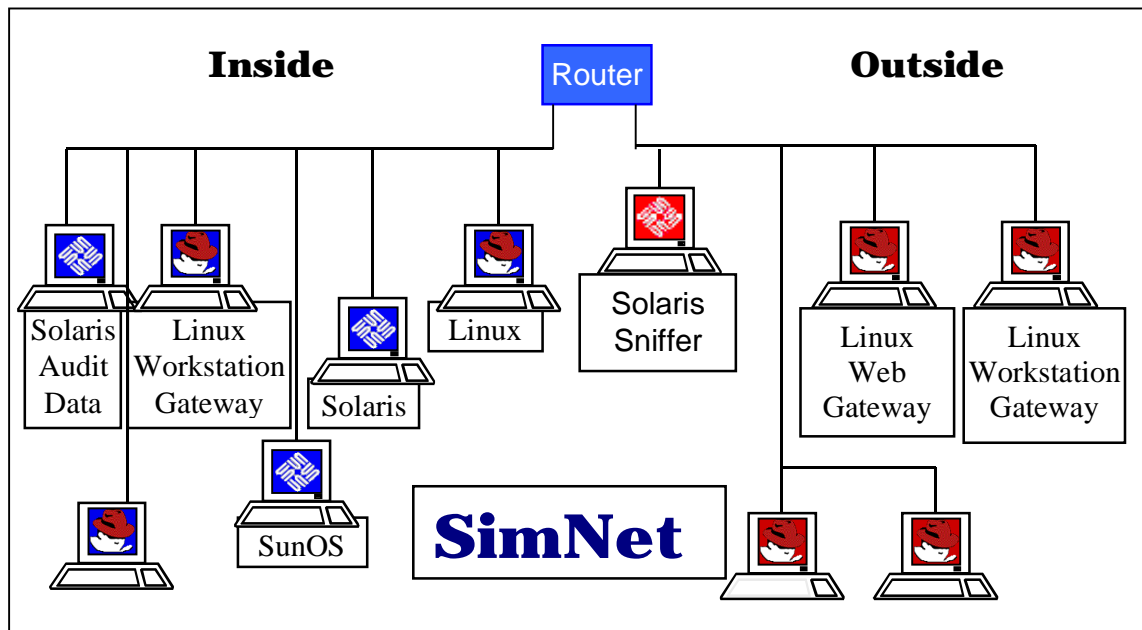 Inside
Router
Outside
Solaris
Audit
Data
Linux
Workstation
Gateway
Solaris
Linux
Solaris
Sniffer
Linux
Web
Gateway
Linux
Workstation
Gateway
SunOS
SimNet